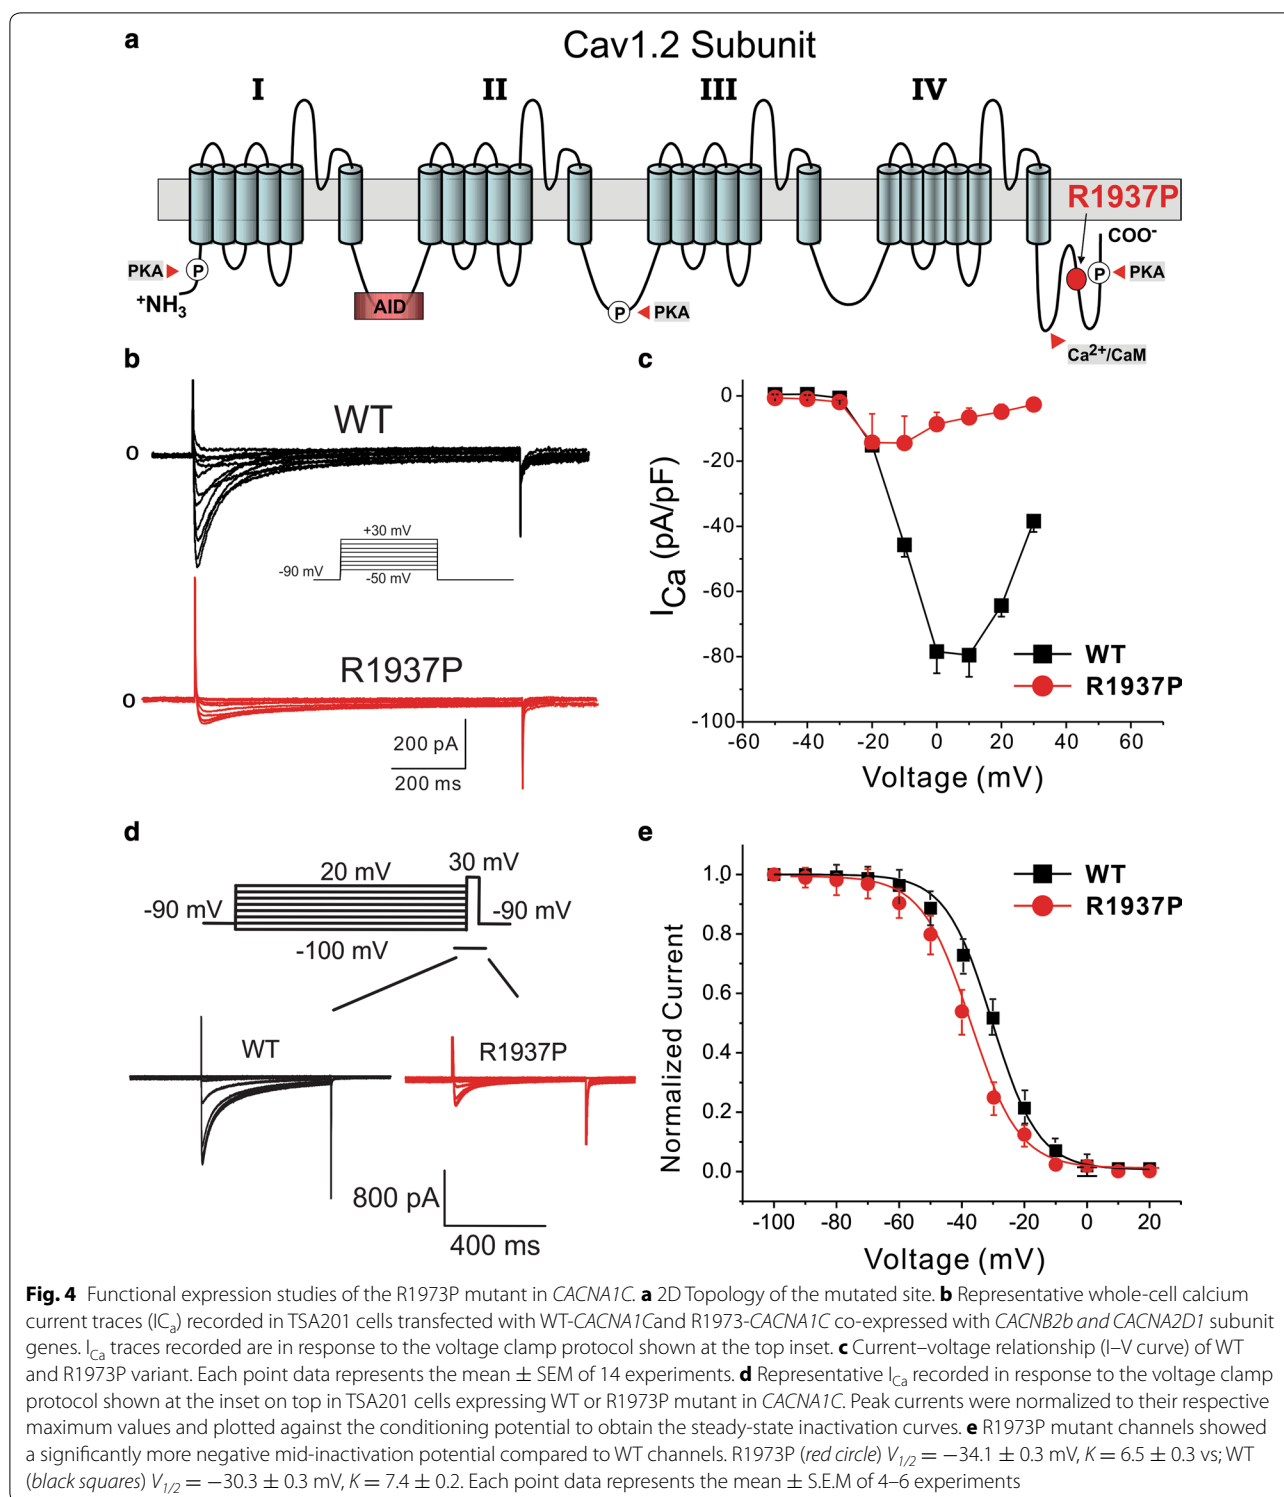 a
Cav1.2 Subunit
I II III IV
R1937P
COO-
PKA P
P PKA
+NH3
AID
P PKA
Ca2+/CaM
b
WT
0
+30 mV
-90 mV
-50 mV
R1937P
0
200 pA
200 ms
c
0
-20
-40
-60
-80
-100
ICa (pA/pF)
WT
R1937P
-60 -40 -20 0 20 40 60
Voltage (mV)
d
20 mV 30 mV
-90 mV -90 mV
-100 mV
WT
R1937P
800 pA
400 ms
e
1.0
0.8
0.6
0.4
0.2
0.0
Normalized Current
WT
R1937P
-100 -80 -60 -40 -20 0 20
Voltage (mV)
Fig. 4 Functional expression studies of the R1973P mutant in CACNA1C. a 2D Topology of the mutated site. b Representative whole-cell calcium
current traces (ICa) recorded in TSA201 cells transfected with WT-CACNA1Cand R1973-CACNA1C co-expressed with CACNB2b and CACNA2D1 subunit
genes. ICa traces recorded are in response to the voltage clamp protocol shown at the top inset. c Current–voltage relationship (I–V curve) of WT
and R1973P variant. Each point data represents the mean ± SEM of 14 experiments. d Representative ICa recorded in response to the voltage clamp
protocol shown at the inset on top in TSA201 cells expressing WT or R1973P mutant in CACNA1C. Peak currents were normalized to their respective
maximum values and plotted against the conditioning potential to obtain the steady-state inactivation curves. e R1973P mutant channels showed
a significantly more negative mid-inactivation potential compared to WT channels. R1973P (red circle) V1/2 = −34.1 ± 0.3 mV, K = 6.5 ± 0.3 vs; WT
(black squares) V1/2 = −30.3 ± 0.3 mV, K = 7.4 ± 0.2. Each point data represents the mean ± S.E.M of 4–6 experiments